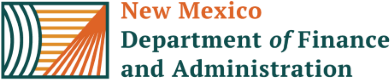 New Mexico
Department of Finance
and Administration